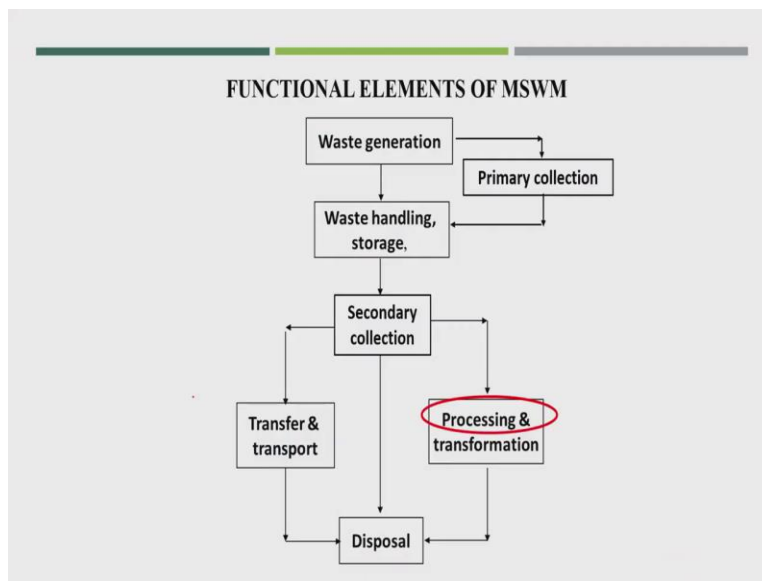 FUNCTIONAL ELEMENTS OF MSWM
Waste generation
Primary collection
Waste handling,
storage,
Secondary
collection
Transfer &
transport
Processing &
transformation
Disposal